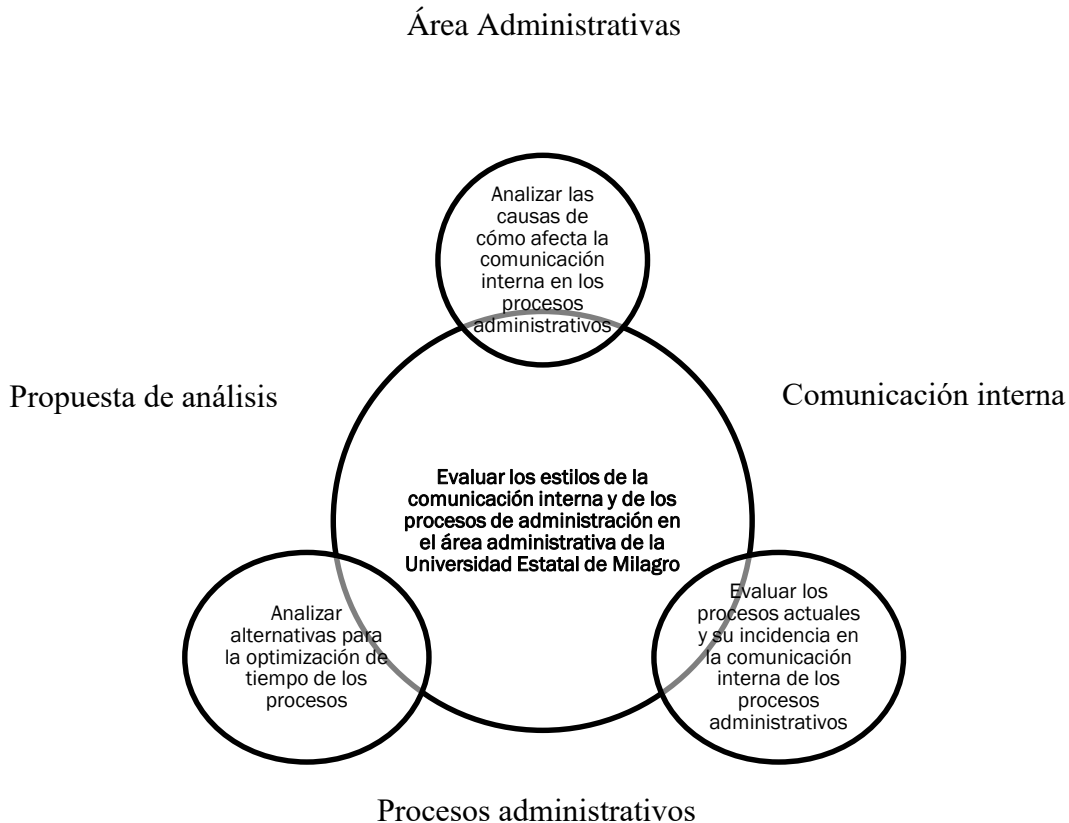 Área Administrativas
Analizar las
causas de
cómo afecta la
comunicación
interna en los
procesos
administrativos
Propuesta de análisis
Comunicación interna
Evaluar los estilos de la
comunicación interna y de los
procesos de administración en
el área administrativa de la
Universidad Estatal de Milagro
Analizar
alternativas para
la optimización de
tiempo de los
procesos
Evaluar los
procesos actuales
y su incidencia en
la comunicación
interna de los
procesos
administrativos
Procesos administrativos